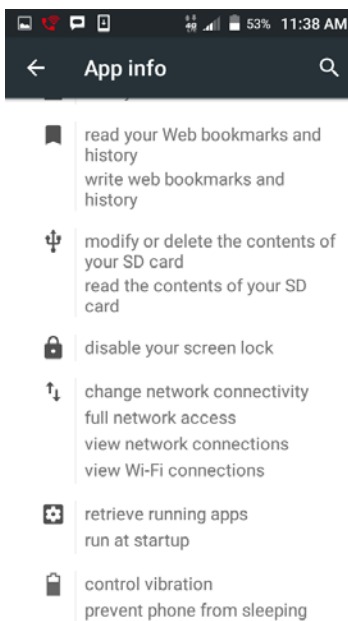 53% 11:38 AM
App info
read your Web bookmarks and
history
write web bookmarks and
history
modify or delete the contents of
your SD card
read the contents of your SD
card
disable your screen lock
change network connectivity
full network access
view network connections
view Wi-Fi connections
retrieve running apps
run at startup
control vibration
prevent phone from sleeping